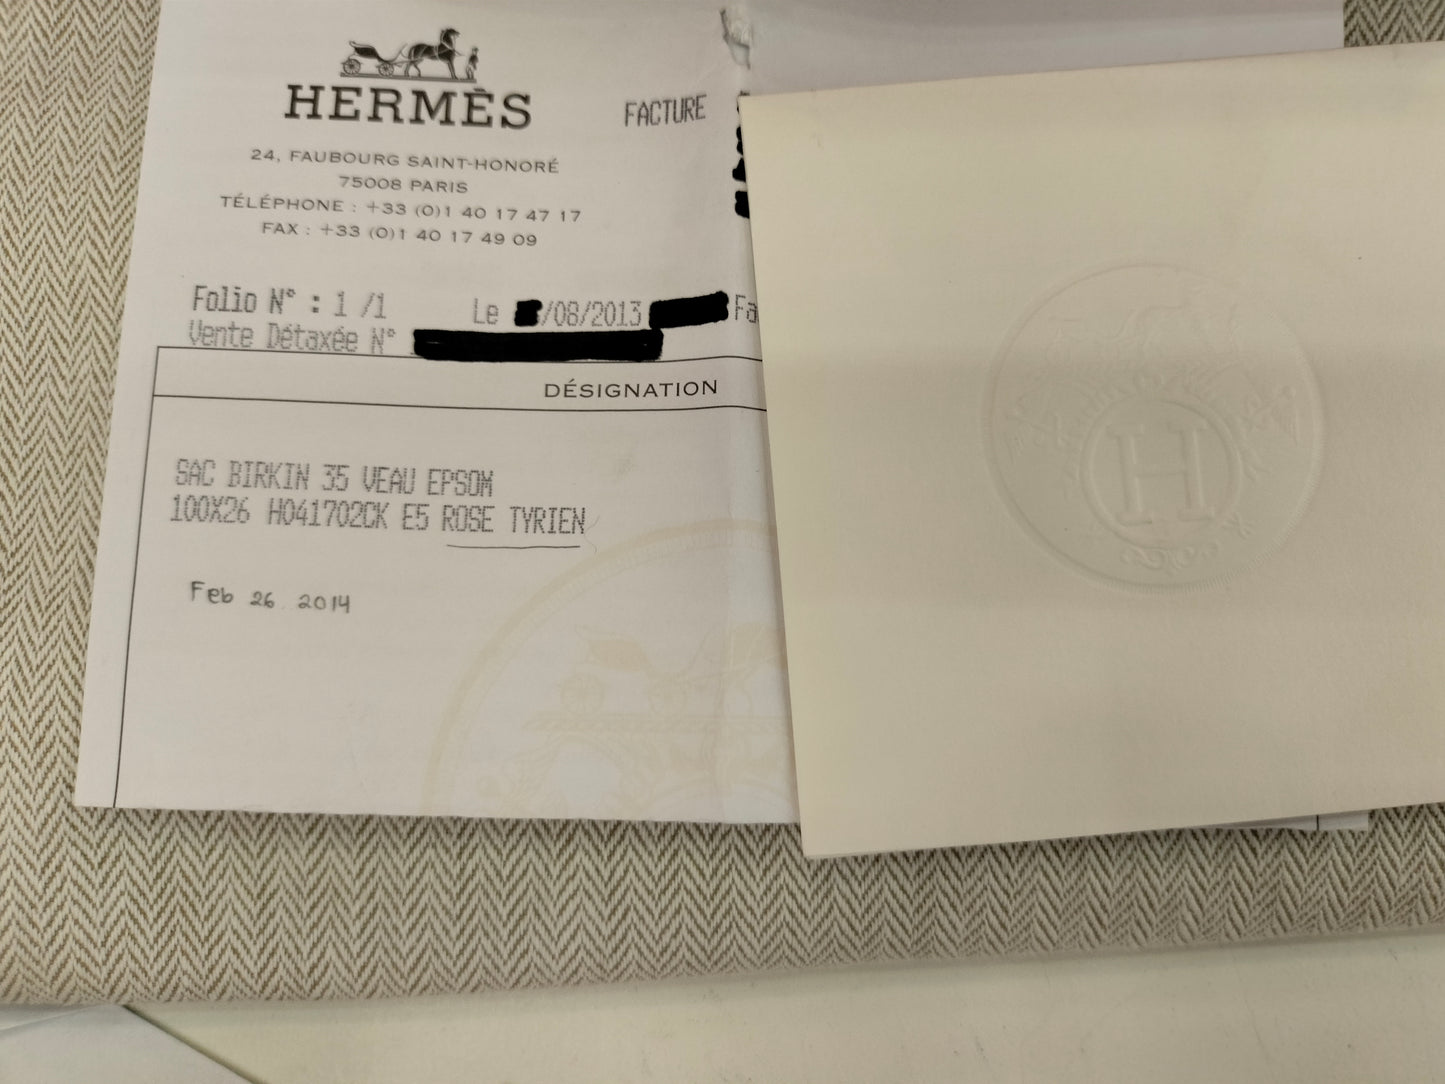 HERMÈS
FACTURE
24, FAUBOURG SAINT-HONORÉ
75008 PARIS
TÉLÉPHONE : +33 (0)1 40 17 47 17
FAX : +33 (0)1 40 17 49 09
Folio N° : 1 /1 Le /08/2013 Fa
Vente Détaxée N°
DÉSIGNATION
SAC BIRKIN 35 VEAU EPSOM
100X26 H041702CK E5 ROSE TYRIEN
Feb 26 2014
H